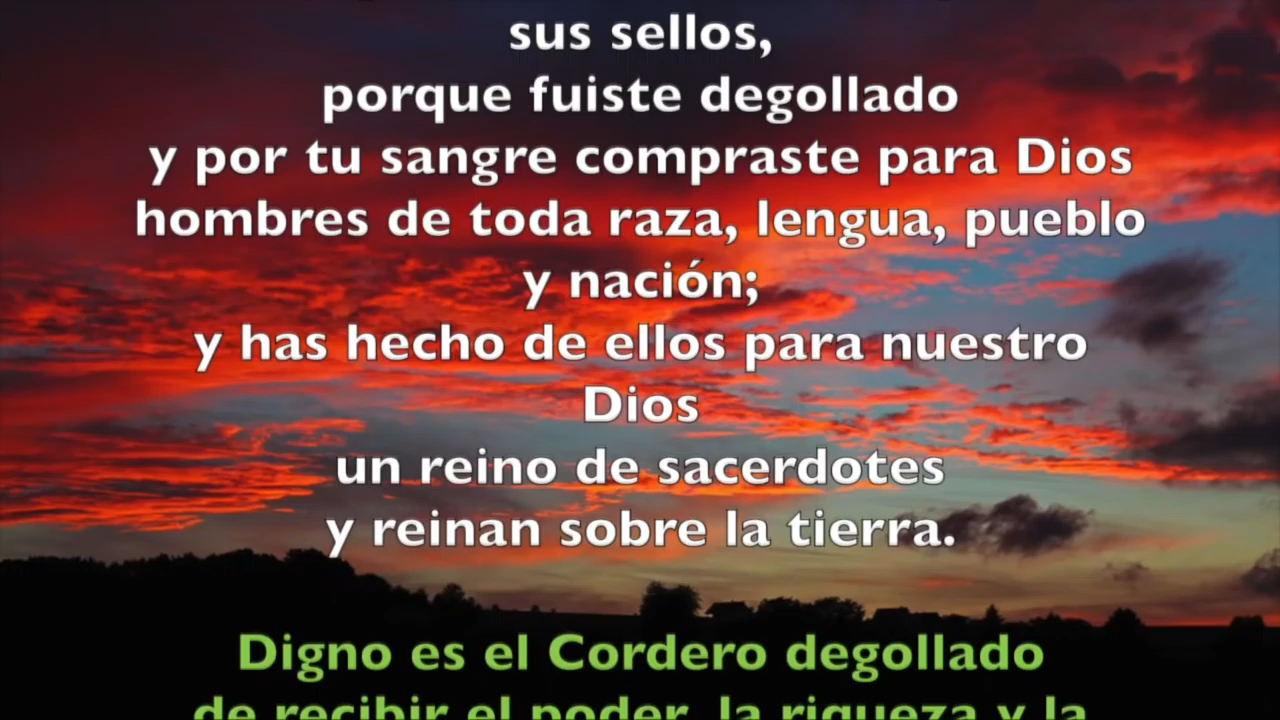 sus sellos,
porque fuiste degollado
y por tu sangre compraste para Dios
hombres de toda raza, lengua, pueblo
y nación;
y has hecho de ellos para nuestro
Dios
un reino de sacerdotes
y reinan sobre la tierra.
Digno es el Cordero degollado
de recibir el poder, la riqueza y la